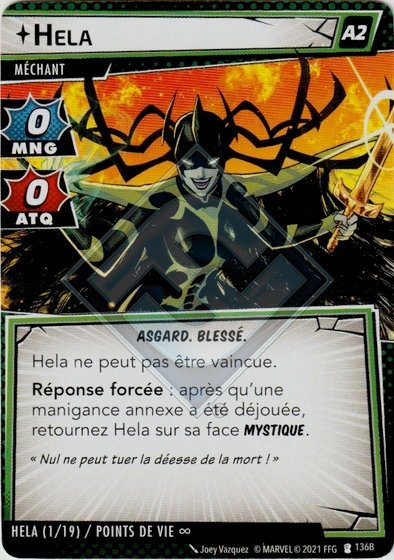 HELA
A2
MÉCHANT
0
MNG
0
ATQ
ASGARD. BLESSÉ.
Hela ne peut pas être vaincue.
Réponse forcée : après qu'une
manigance annexe a été déjouée,
retournez Hela sur sa face MYSTIQUE.
« Nul ne peut tuer la déesse de la mort ! »
HELA (1/19) / POINTS DE VIE ∞
Joey Vazquez © MARVEL © 2021 FFG 136B